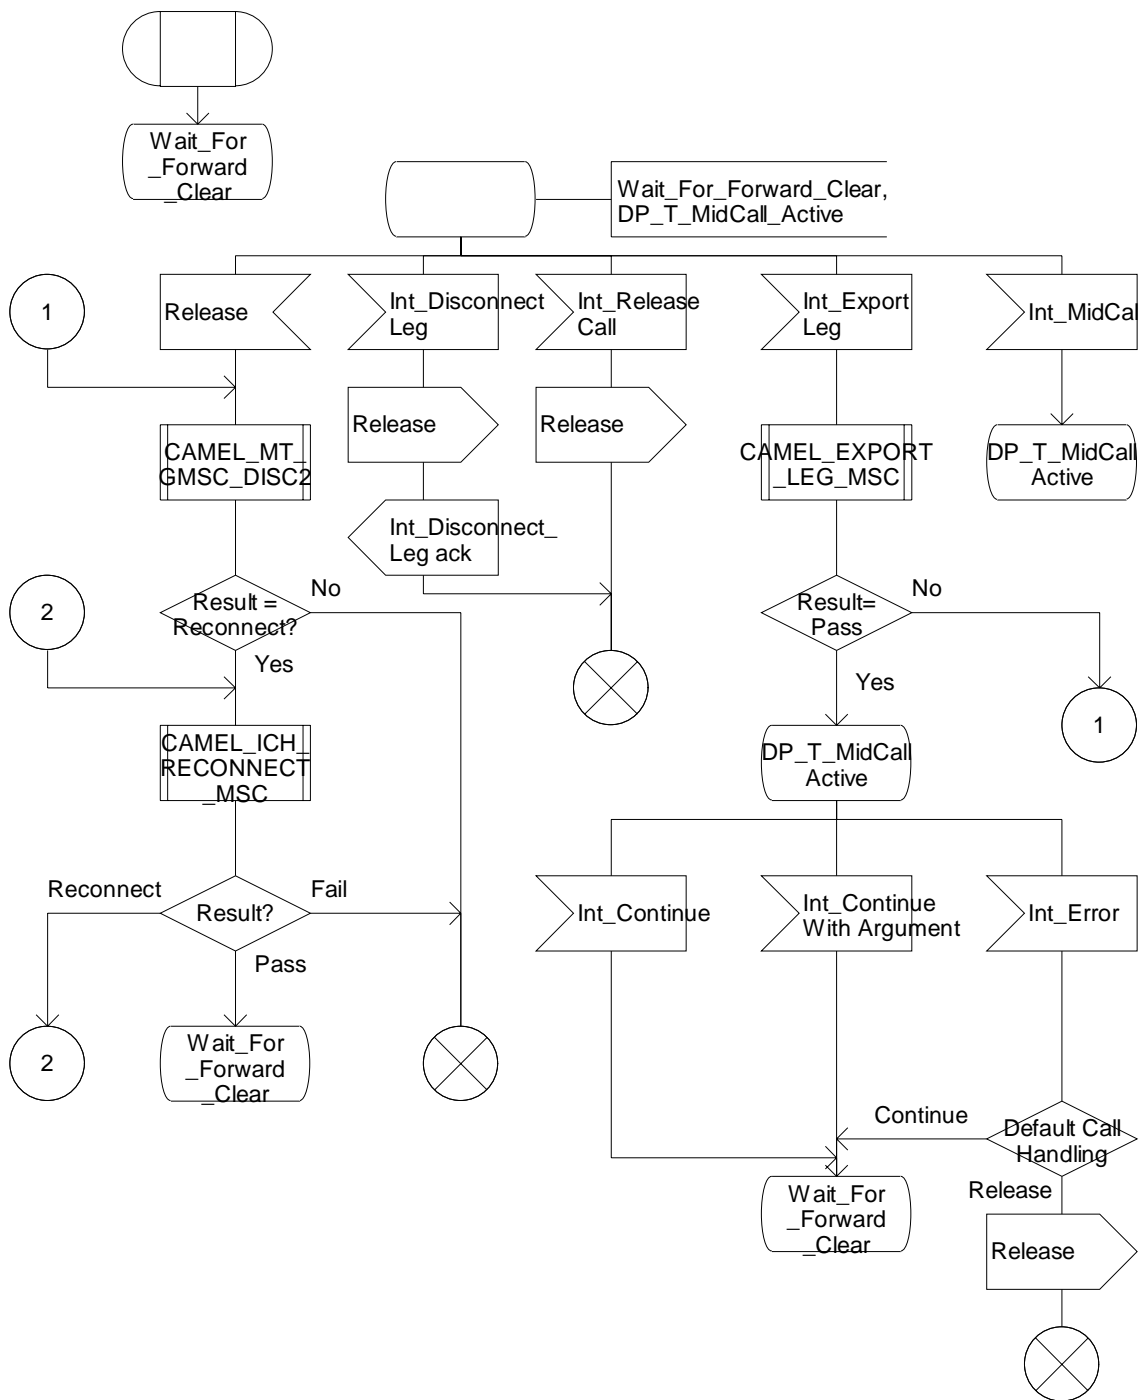 Wait_For
_Forward
_Clear
Wait_For_Forward_Clear,
DP_T_MidCall_Active
1
Release
Int_Disconnect
Leg
Int_Release
Call
Int_Export
Leg
Int_MidCal
Release
Release
CAMEL_MT_
GMSC_DISC2
CAMEL_EXPORT
_LEG_MSC
DP_T_MidCall
Active
Int_Disconnect_
Leg ack
2
Result =
Reconnect?
No
Yes
Result=
Pass
No
Yes
1
CAMEL_ICH_
RECONNECT
_MSC
DP_T_MidCall
Active
Reconnect
Result?
Fail
Pass
Int_Continue
Int_Continue
With Argument
Int_Error
2
Wait_For
_Forward
_Clear
Continue
Default Call
Handling
Release
Wait_For
_Forward
_Clear
Release